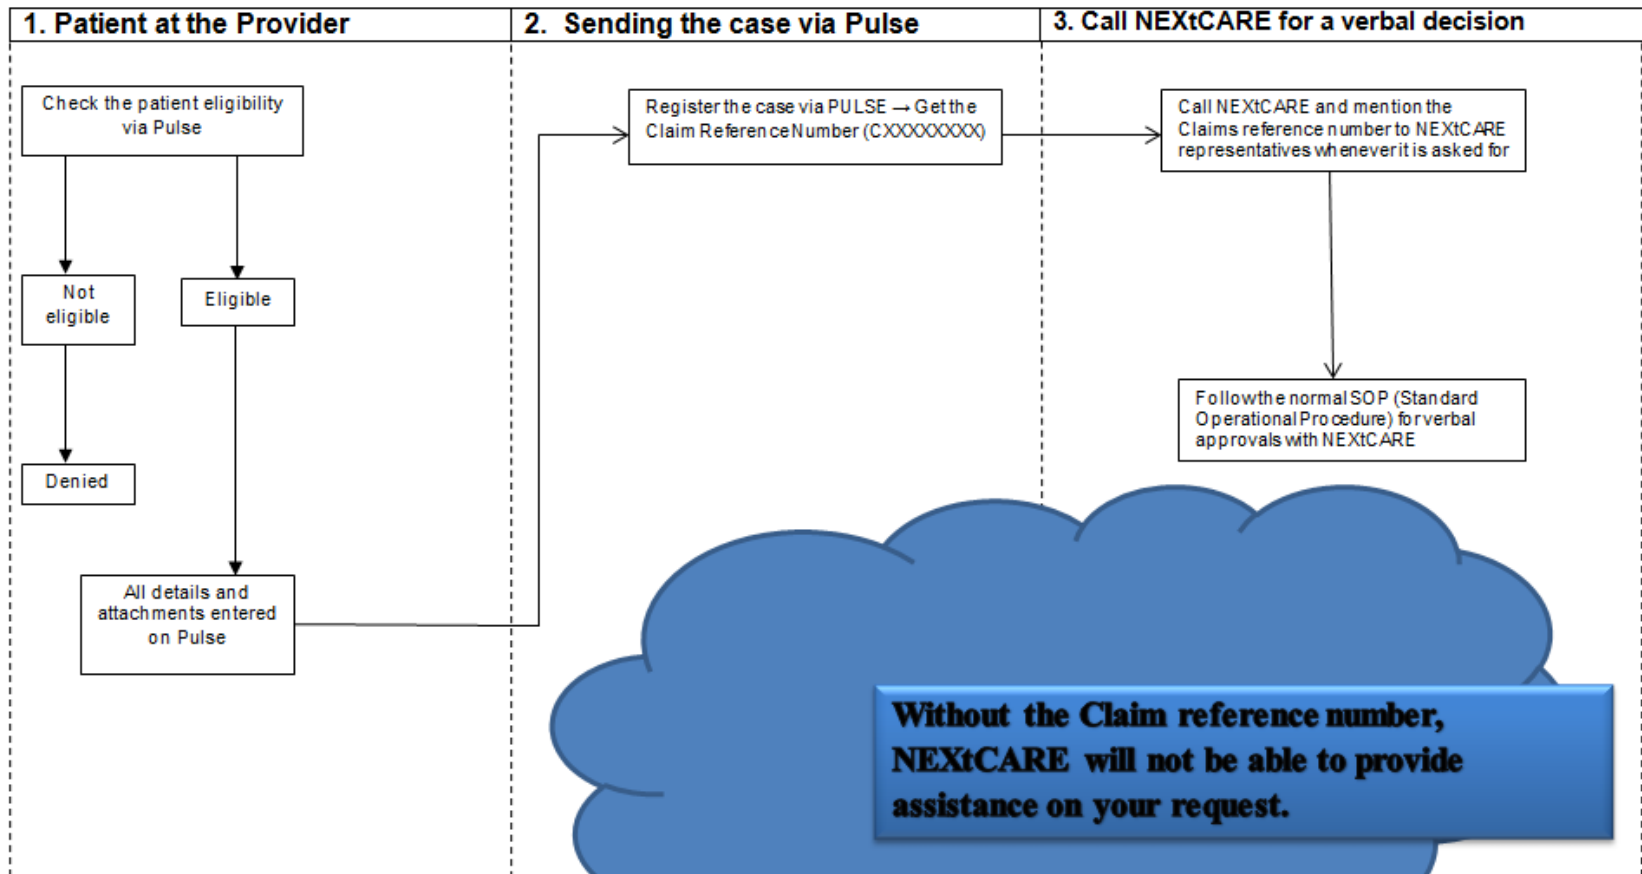 1. Patient at the Provider
2. Sending the case via Pulse
3. Call NEXtCARE for a verbal decision
Check the patient eligibility
via Pulse
Not
eligible
Eligible
Denied
All details and
attachments entered
on Pulse
Register the case via PULSE → Get the
Claim Reference Number (CXXXXXXXX)
Call NEXtCARE and mention the
Claims reference number to NEXtCARE
representatives whenever it is asked for
Follow the normal SOP (Standard
Operational Procedure) for verbal
approvals with NEXtCARE
Without the Claim reference number,
NEXtCARE will not be able to provide
assistance on your request.